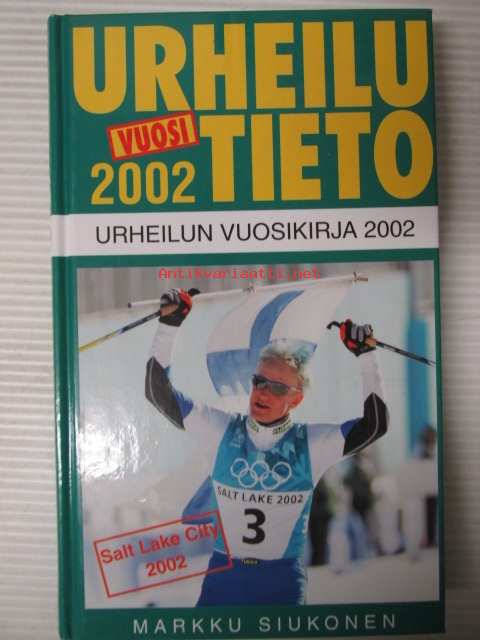 URHEILU
VUOSI
2002 TIETO
URHEILUN VUOSIKIRJA 2002
Antikvariaatti.net
SALT LAKE 2002
3
Salt Lake City
2002
MARKKU SIUKONEN